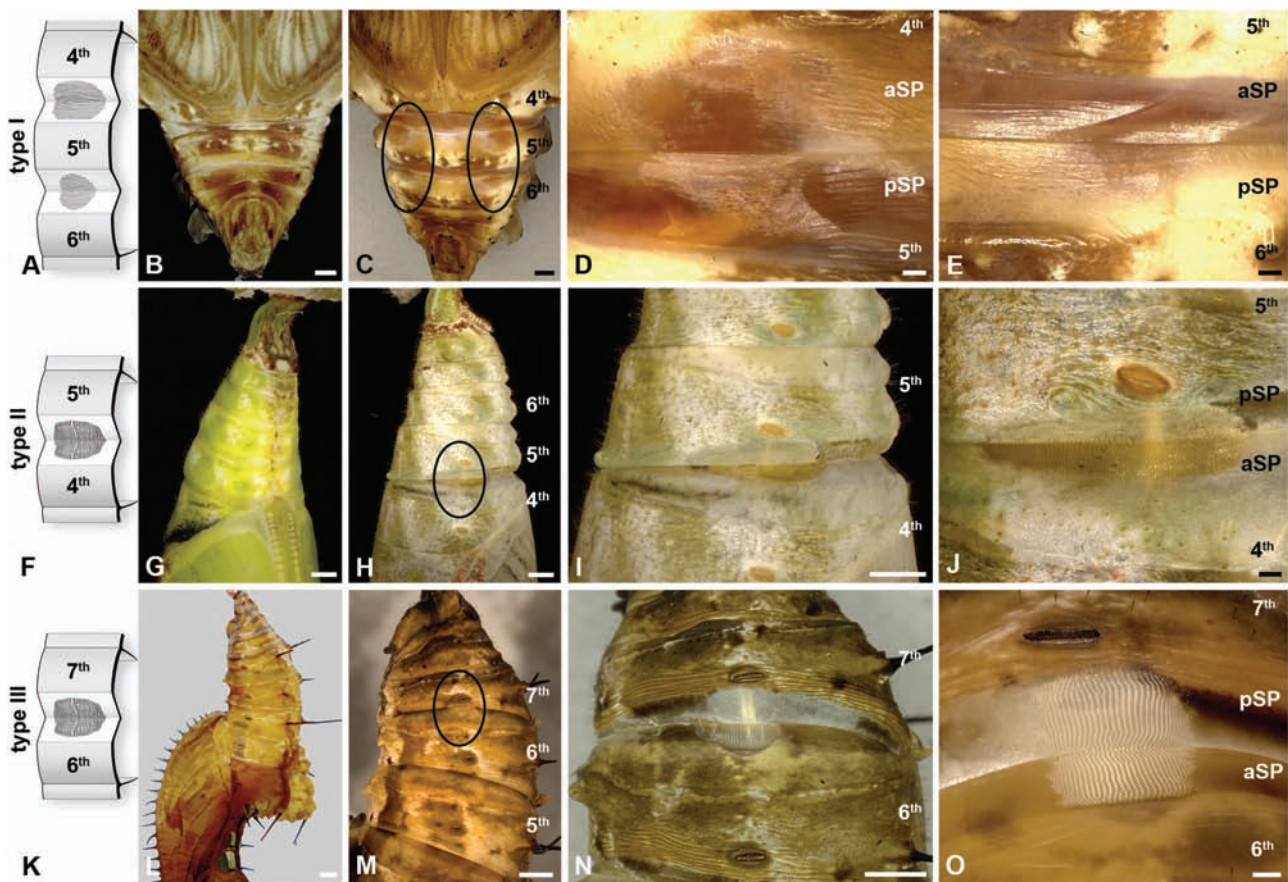 type I
4ᵗʰ
5ᵗʰ
6ᵗʰ
A
B
4ᵗʰ
5ᵗʰ
6ᵗʰ
C
4ᵗʰ
aSP
pSP
5ᵗʰ
D
5ᵗʰ
aSP
pSP
6ᵗʰ
E
type II
5ᵗʰ
4ᵗʰ
F
G
6ᵗʰ
5ᵗʰ
4ᵗʰ
H
5ᵗʰ
4ᵗʰ
I
5ᵗʰ
pSP
aSP
4ᵗʰ
J
type III
7ᵗʰ
6ᵗʰ
K
L
7ᵗʰ
6ᵗʰ
5ᵗʰ
M
7ᵗʰ
6ᵗʰ
N
7ᵗʰ
pSP
aSP
6ᵗʰ
O